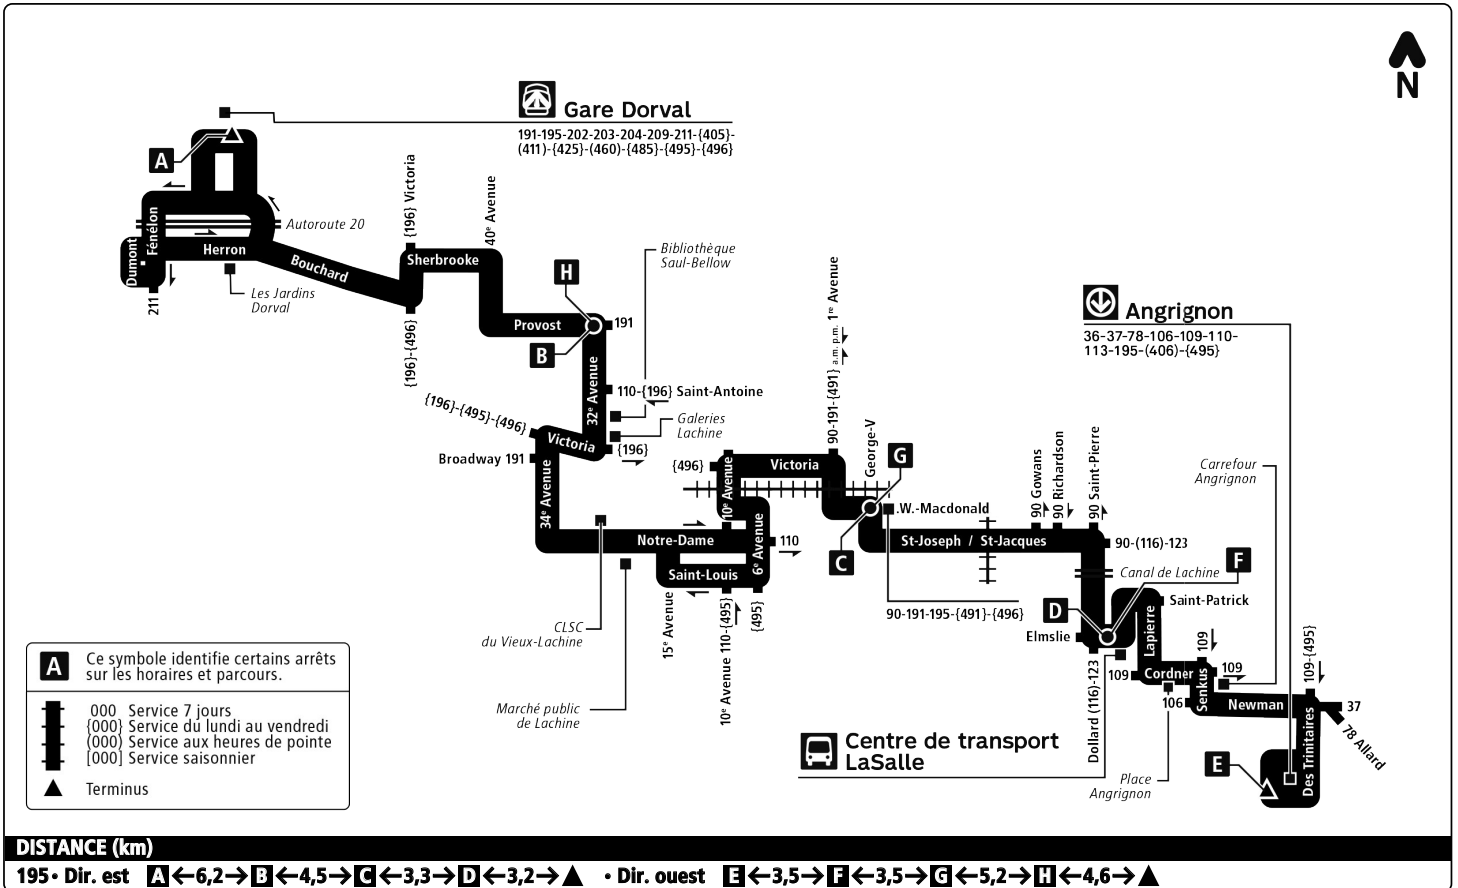 N
Gare Dorval
191-195-202-203-204-209-211-{405}-
(411)-{425}-(460)-{485}-{495}-{496}
A
Autoroute 20
Fénélon
Dumont
Herron
Bouchard
211
Les Jardins
Dorval
{196} Victoria
{196}-{496}
Sherbrooke
40e Avenue
H
Provost
191
B
Bibliothèque
Saul-Bellow
32e Avenue
110-{196} Saint-Antoine
{196}-{495}-{496}
Galeries
Lachine
Victoria
{196}
Broadway 191
34e Avenue
{496}
10e Avenue
Victoria
90-191-{491} a.m. p.m. 1re Avenue
George-V
G
.W.-Macdonald
C
90-191-195-{491}-{496}
Notre-Dame
6e Avenue
110
Saint-Louis
15e Avenue
10e Avenue 110-{495}
{495}
CLSC
du Vieux-Lachine
Marché public
de Lachine
St-Joseph / St-Jacques
90 Gowans
90 Richardson
90 Saint-Pierre
90-(116)-123
Angrignon
36-37-78-106-109-110-
113-195-(406)-{495}
Carrefour
Angrignon
Canal de Lachine
F
D
Elmslie
Saint-Patrick
Lapierre
Dollard (116)-123
109
Cordner
109
109
Senkus
106
Newman
109-{495}
37
78 Allard
Des Trinitaires
E
Place
Angrignon
Centre de transport
LaSalle
A
Ce symbole identifie certains arrêts
sur les horaires et parcours.
000 Service 7 jours
{000} Service du lundi au vendredi
(000) Service aux heures de pointe
[000] Service saisonnier
Terminus
DISTANCE (km)
195 • Dir. est A ←6,2→ B ←4,5→ C ←3,3→ D ←3,2→ ▲ • Dir. ouest E ←3,5→ F ←3,5→ G ←5,2→ H ←4,6→ ▲